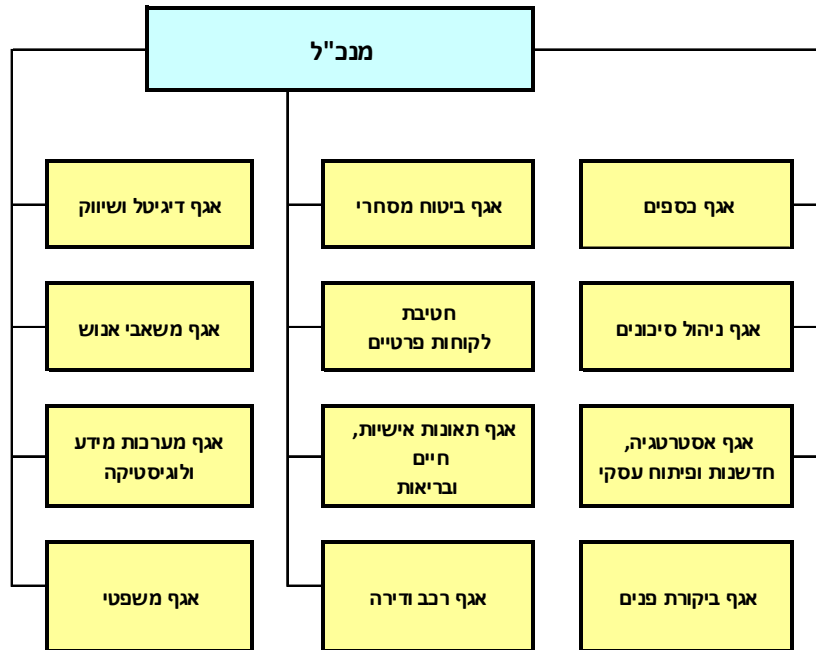 מנכ"ל
אגף כספים
אגף ביטוח מסחרי
אגף דיגיטל ושיווק
אגף ניהול סיכונים
חטיבת
לקוחות פרטיים
אגף משאבי אנוש
אגף אסטרטגיה,
חדשנות ופיתוח עסקי
אגף תאונות אישיות,
חיים
ובריאות
אגף מערכות מידע
ולוגיסטיקה
אגף ביקורת פנים
אגף רכב ודירה
אגף משפטי